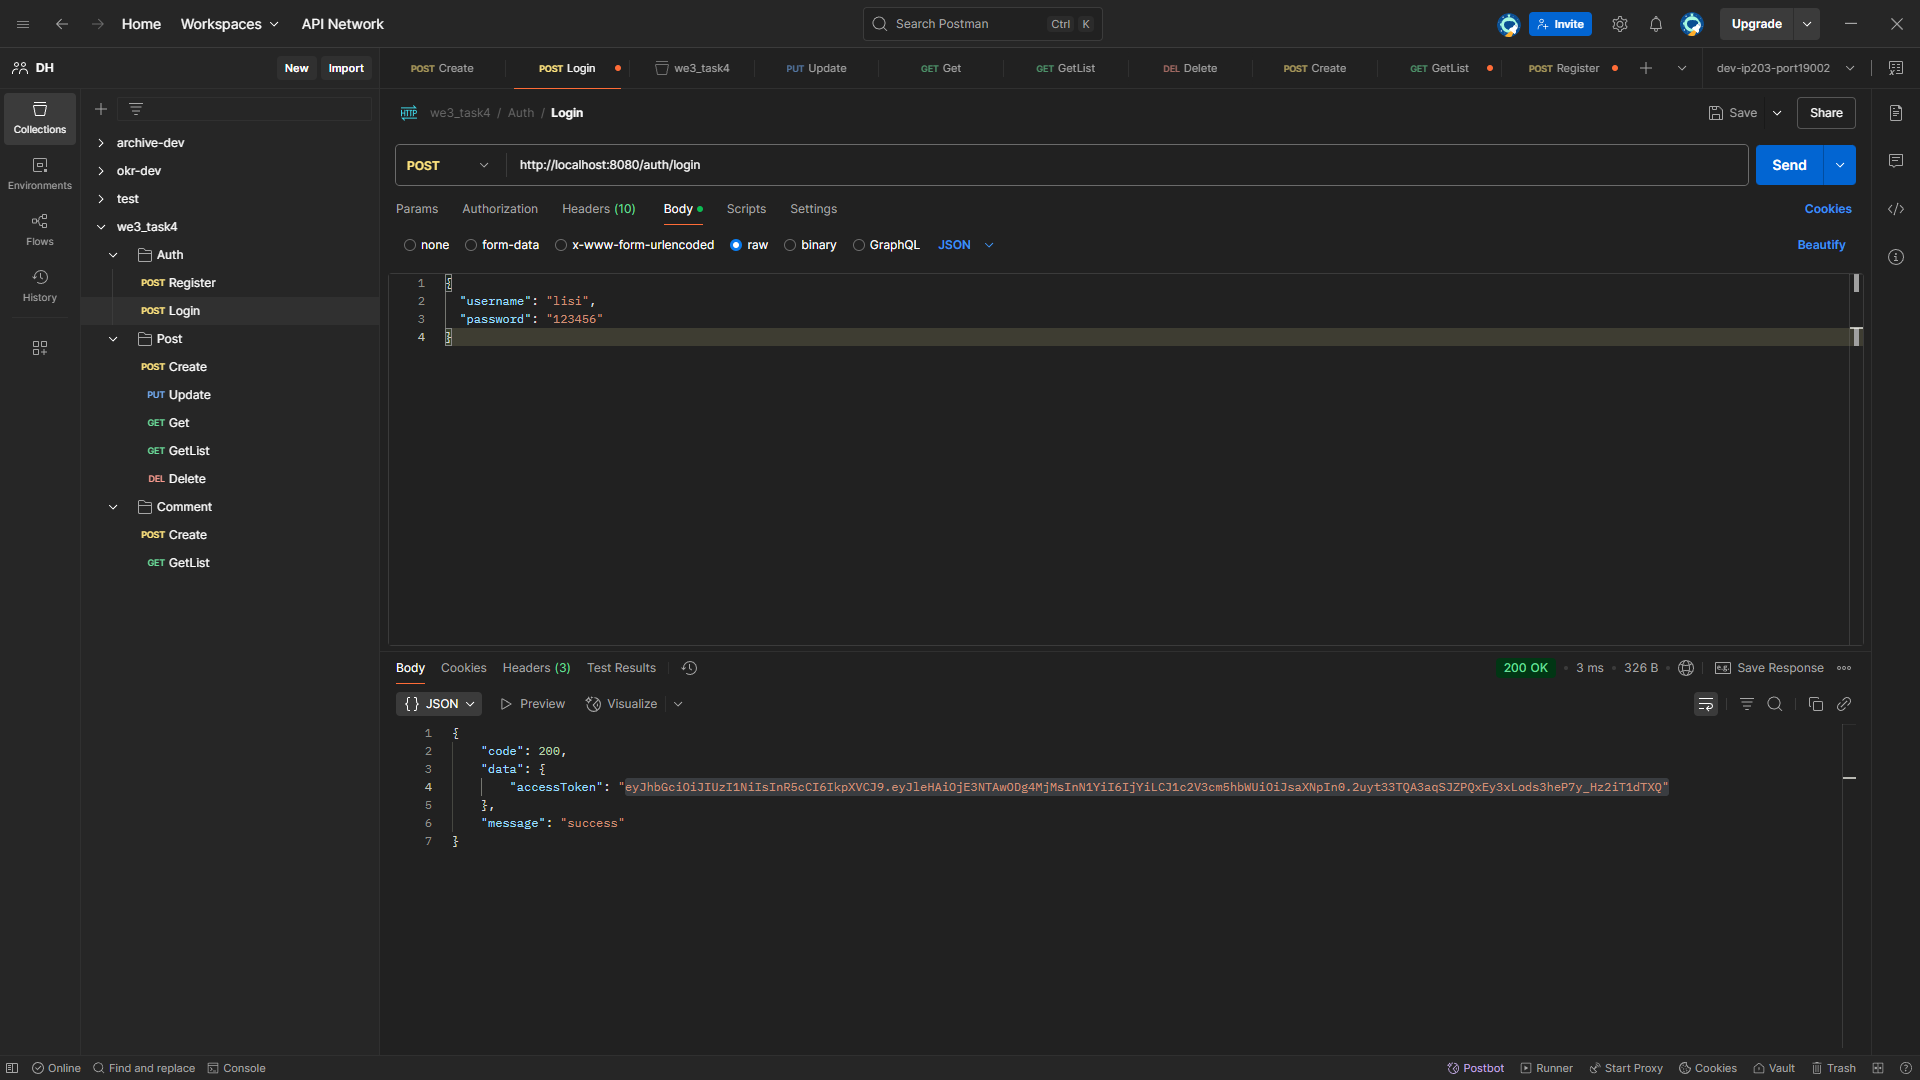 Home
Workspaces
API Network
Search Postman
Ctrl K
Invite
Upgrade
DH
New
Import
POST Create
POST Login
we3_task4
PUT Update
GET Get
GET GetList
DEL Delete
POST Create
GET GetList
POST Register
dev-ip203-port19002
Collections
Environments
Flows
History
archive-dev
okr-dev
test
we3_task4
Auth
POST Register
POST Login
Post
POST Create
PUT Update
GET Get
GET GetList
DEL Delete
Comment
POST Create
GET GetList
HTTP we3_task4 / Auth / Login
Save
Share
POST http://localhost:8080/auth/login
Send
Params Authorization Headers (10) Body Scripts Settings
Cookies
none form-data x-www-form-urlencoded raw binary GraphQL JSON
Beautify
1 {
2 "username": "lisi",
3 "password": "123456"
4 }
Body Cookies Headers (3) Test Results
200 OK • 3 ms • 326 B
e.g. Save Response
{} JSON Preview Visualize
1 {
2 "code": 200,
3 "data": {
4 "accessToken": "eyJhbGciOiJIUzI1NiIsInR5cCI6IkpXVCJ9.eyJleHAiOjE3NTAwODg4MjMsInN1YiI6IjYiLCJ1c2VybmFtZSI6Imxpc2kifQ"
5 },
6 "message": "success"
7 }
Online
Find and replace
Console
Postbot
Runner
Start Proxy
Cookies
Vault
Trash